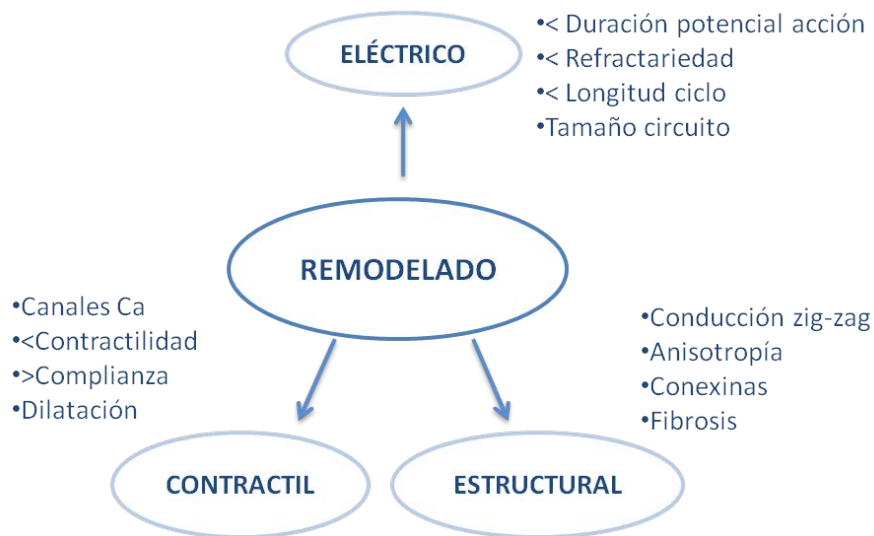 ELÉCTRICO
•< Duración potencial acción
•< Refractariedad
•< Longitud ciclo
•Tamaño circuito
REMODELADO
•Canales Ca
•<Contractilidad
•>Complianza
•Dilatación
•Conducción zig-zag
•Anisotropía
•Conexinas
•Fibrosis
CONTRACTIL
ESTRUCTURAL